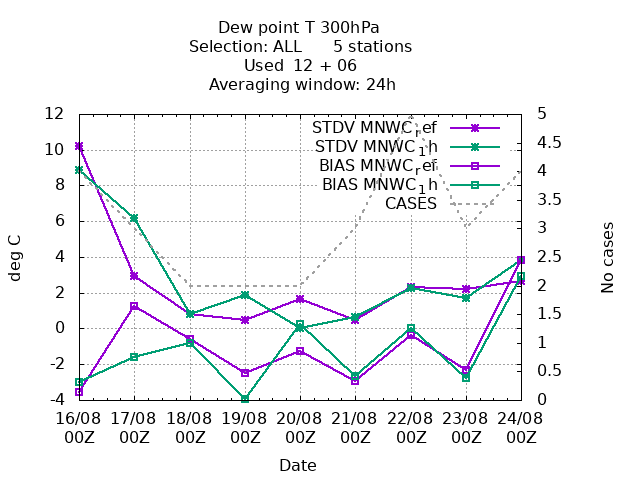 Dew point T 300hPa
Selection: ALL 5 stations
Used 12 + 06
Averaging window: 24h
STDV MNWC_ref
STDV MNWC_1h
BIAS MNWC_ref
BIAS MNWC_1h
CASES
12
10
8
6
4
2
0
-2
-4
deg C
5
4.5
4
3.5
3
2.5
2
1.5
1
0.5
0
No cases
16/08 17/08 18/08 19/08 20/08 21/08 22/08 23/08 24/08
00Z 00Z 00Z 00Z 00Z 00Z 00Z 00Z 00Z
Date